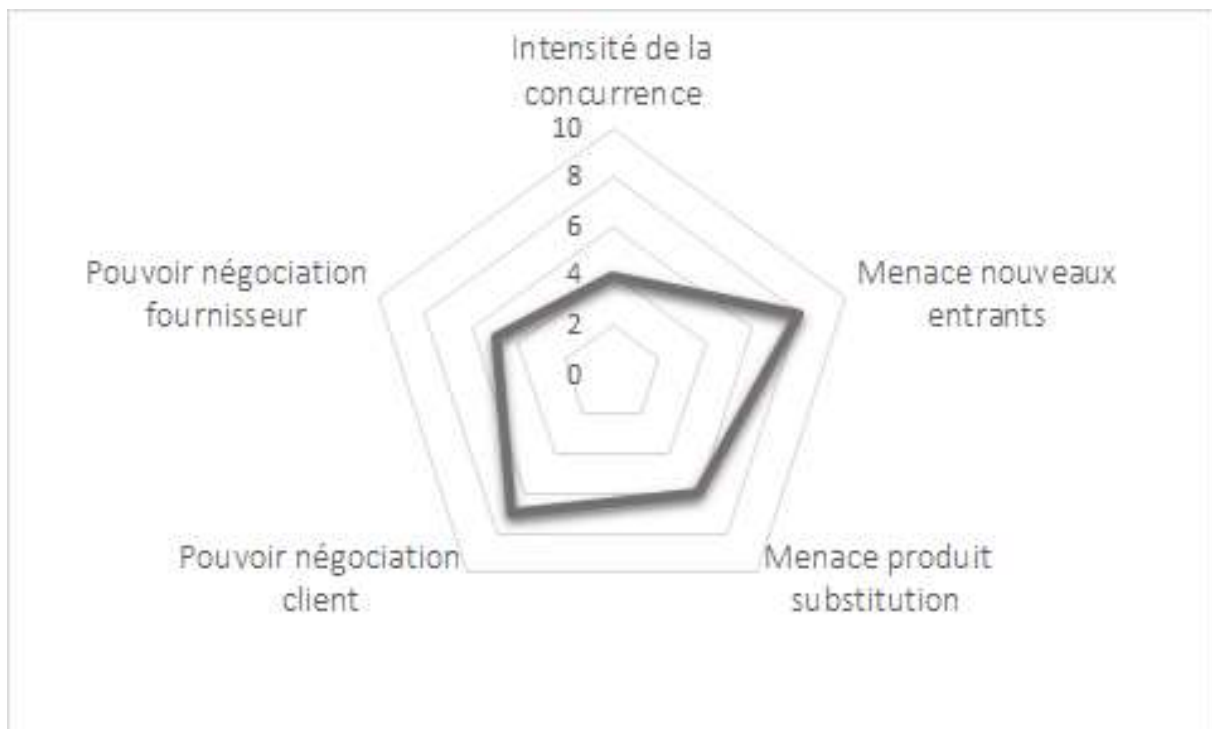 Intensité de la
concurrence
10
8
6
4
2
0
Menace nouveaux
entrants
Menace produit
substitution
Pouvoir négociation
client
Pouvoir négociation
fournisseur